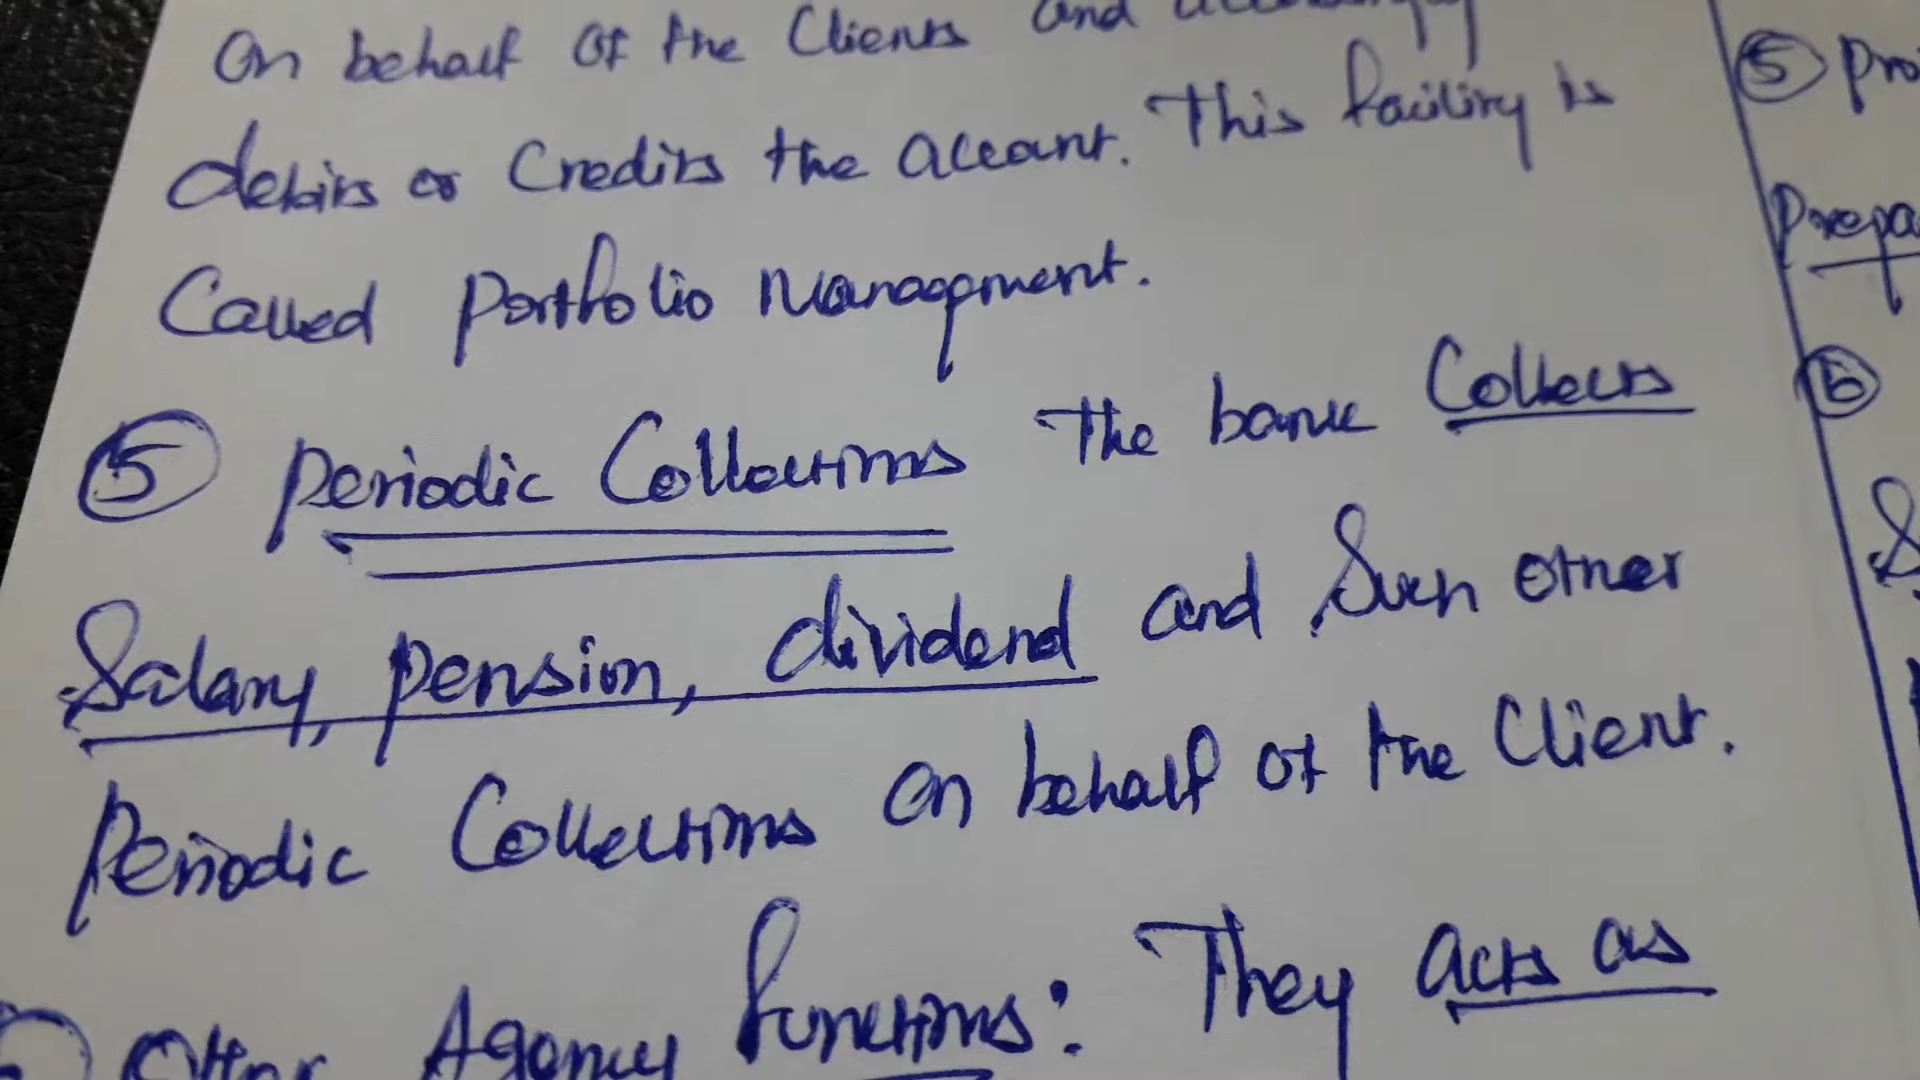 On behalf of the Clients and accordingly
debits or Credits the account. This facility is
Called Portfolio Management.
⑤ Periodic Collections The bank Collects
Salary, Pension, dividend and Such other
Periodic Collections on behalf of the Client.
Other Agency functions: They acts as
⑤ Pro
Prepa
⑥
S